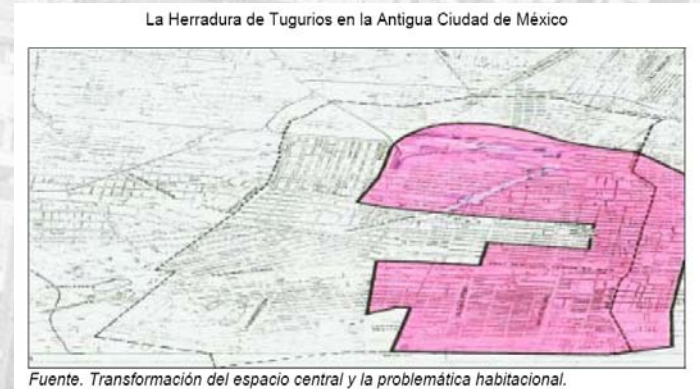 La Herradura de Tugurios en la Antigua Ciudad de México
Fuente. Transformación del espacio central y la problemática habitacional.